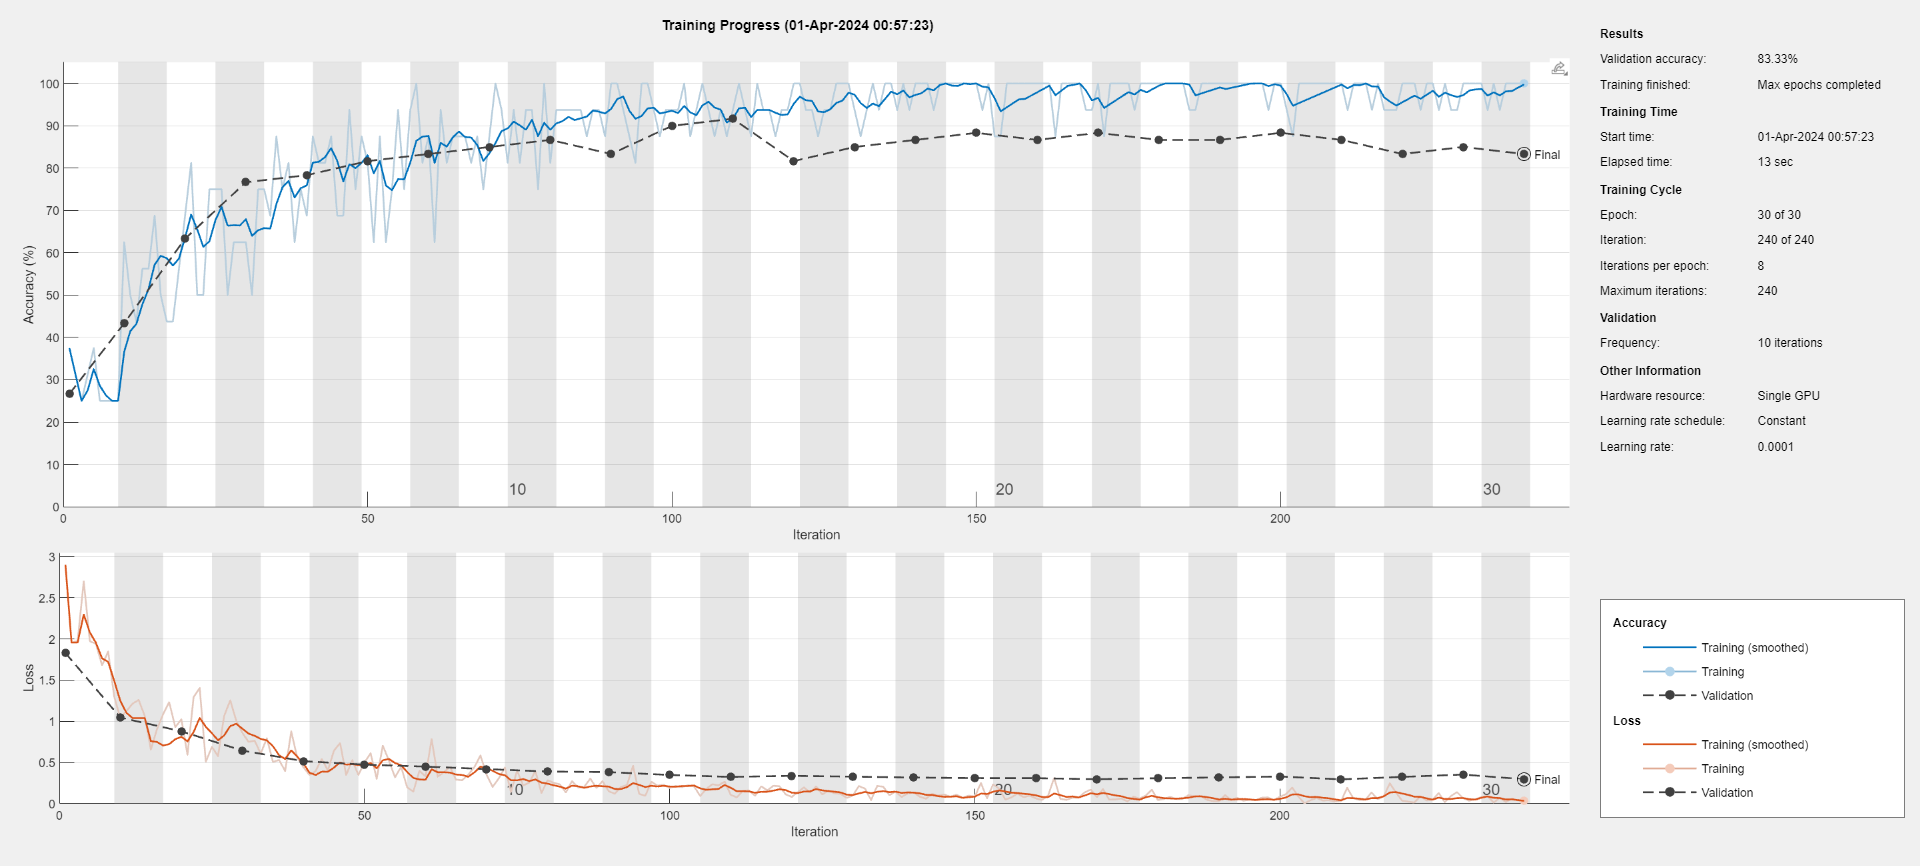 Training Progress (01-Apr-2024 00:57:23)
Accuracy (%)
100
90
80
70
60
50
40
30
20
10
0
Final
10
20
30
0
50
100
150
200
Iteration
Loss
3
2.5
2
1.5
1
0.5
0
Final
10
20
30
0
50
100
150
200
Iteration
Results
Validation accuracy: 83.33%
Training finished: Max epochs completed
Training Time
Start time: 01-Apr-2024 00:57:23
Elapsed time: 13 sec
Training Cycle
Epoch: 30 of 30
Iteration: 240 of 240
Iterations per epoch: 8
Maximum iterations: 240
Validation
Frequency: 10 iterations
Other Information
Hardware resource: Single GPU
Learning rate schedule: Constant
Learning rate: 0.0001
Accuracy
Training (smoothed)
Training
Validation
Loss
Training (smoothed)
Training
Validation